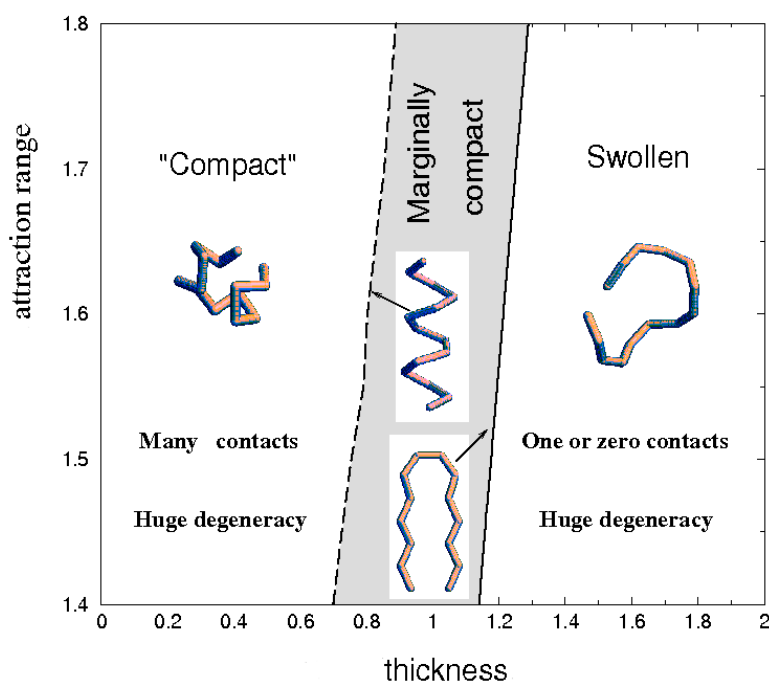 1.8
1.7
1.6
1.5
1.4
attraction range
"Compact"
Many contacts
Huge degeneracy
Marginally
compact
Swollen
One or zero contacts
Huge degeneracy
0 0.2 0.4 0.6 0.8 1 1.2 1.4 1.6 1.8 2
thickness